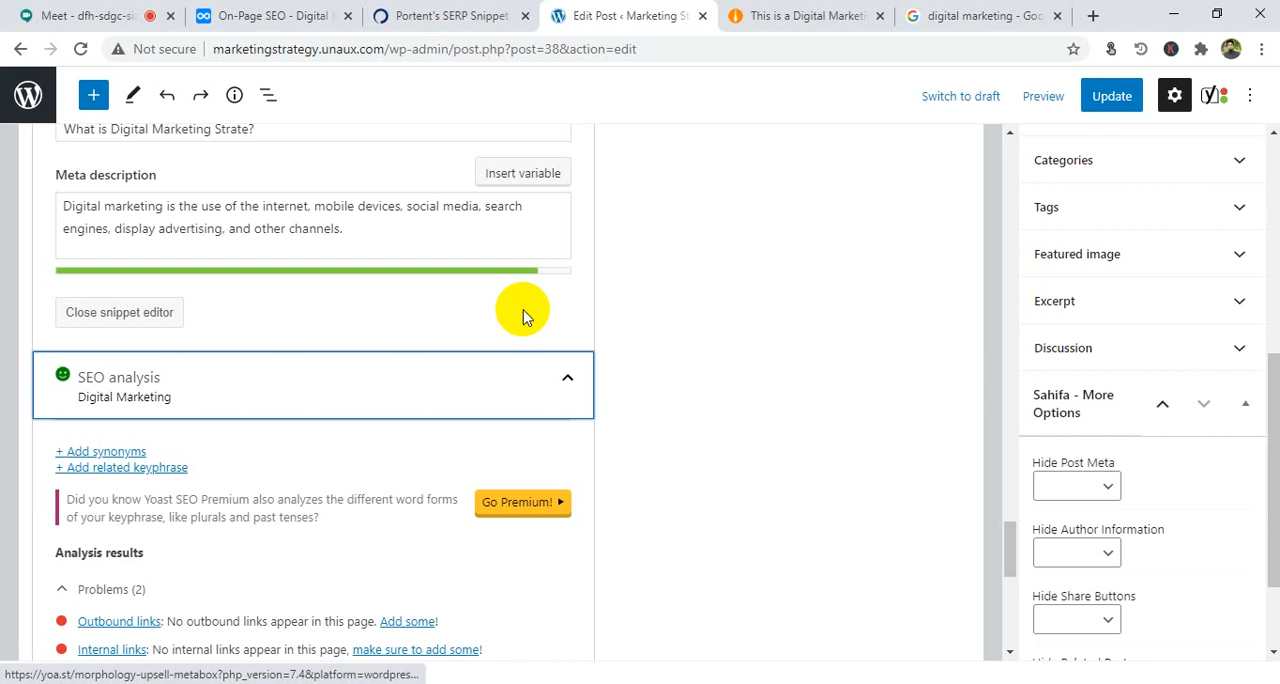 Meet - dfh-sdgc-su
On-Page SEO - Digital M
Portent's SERP Snippet
Edit Post ‹ Marketing St
This is a Digital Marketi
digital marketing - Goo
Not secure
marketingstrategy.unaux.com/wp-admin/post.php?post=38&action=edit
Switch to draft
Preview
Update
What is Digital Marketing Strate?
Meta description
Insert variable
Digital marketing is the use of the internet, mobile devices, social media, search
engines, display advertising, and other channels.
Close snippet editor
SEO analysis
Digital Marketing
+ Add synonyms
+ Add related keyphrase
Did you know Yoast SEO Premium also analyzes the different word forms
of your keyphrase, like plurals and past tenses?
Go Premium!
Analysis results
Problems (2)
Outbound links: No outbound links appear in this page. Add some!
Internal links: No internal links appear in this page, make sure to add some!
https://yoa.st/morphology-upsell-metabox?php_version=7.4&platform=wordpres...
Categories
Tags
Featured image
Excerpt
Discussion
Sahifa - More
Options
Hide Post Meta
Hide Author Information
Hide Share Buttons